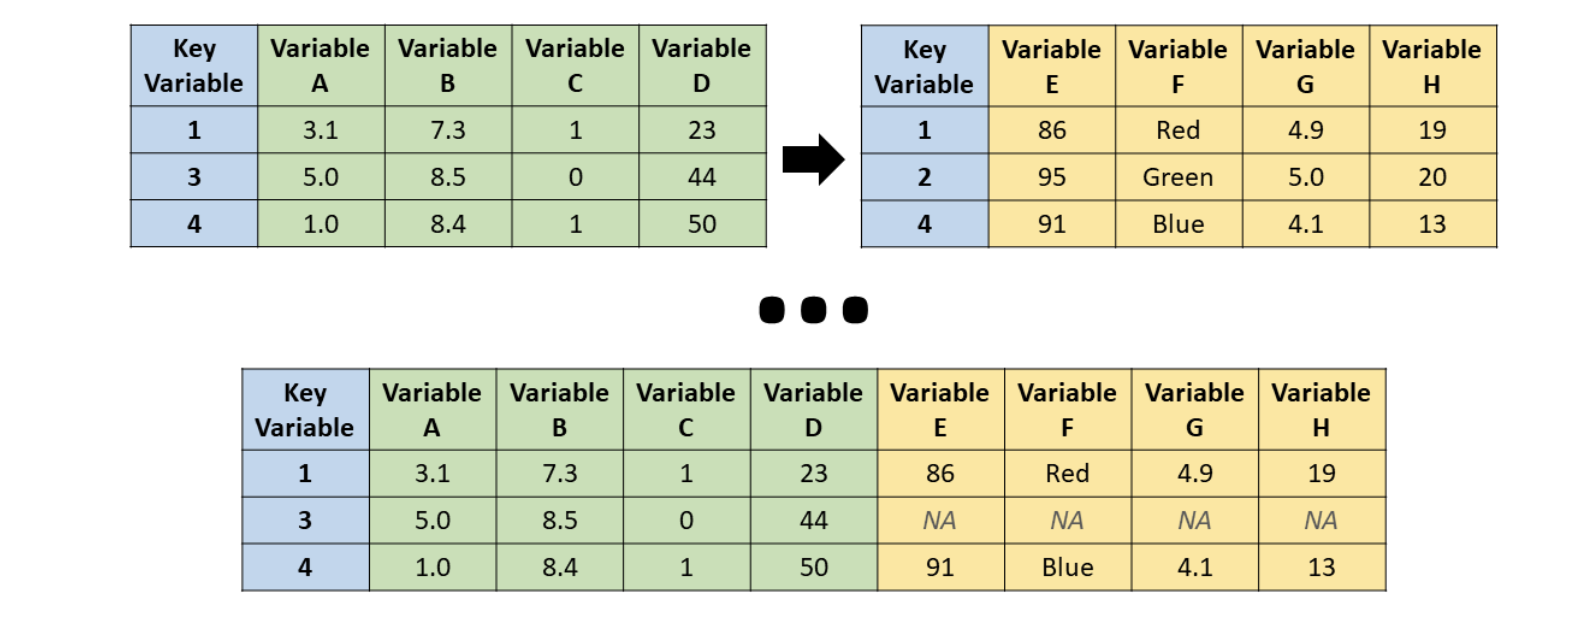 Key Variable Variable Variable Variable Key Variable Variable Variable Variable
Variable A B C D Variable E F G H
1 3.1 7.3 1 23 1 86 Red 4.9 19
3 5.0 8.5 0 44 2 95 Green 5.0 20
4 1.0 8.4 1 50 4 91 Blue 4.1 13
Key Variable Variable Variable Variable Variable Variable Variable Variable
Variable A B C D E F G H
1 3.1 7.3 1 23 86 Red 4.9 19
3 5.0 8.5 0 44 NA NA NA NA
4 1.0 8.4 1 50 91 Blue 4.1 13